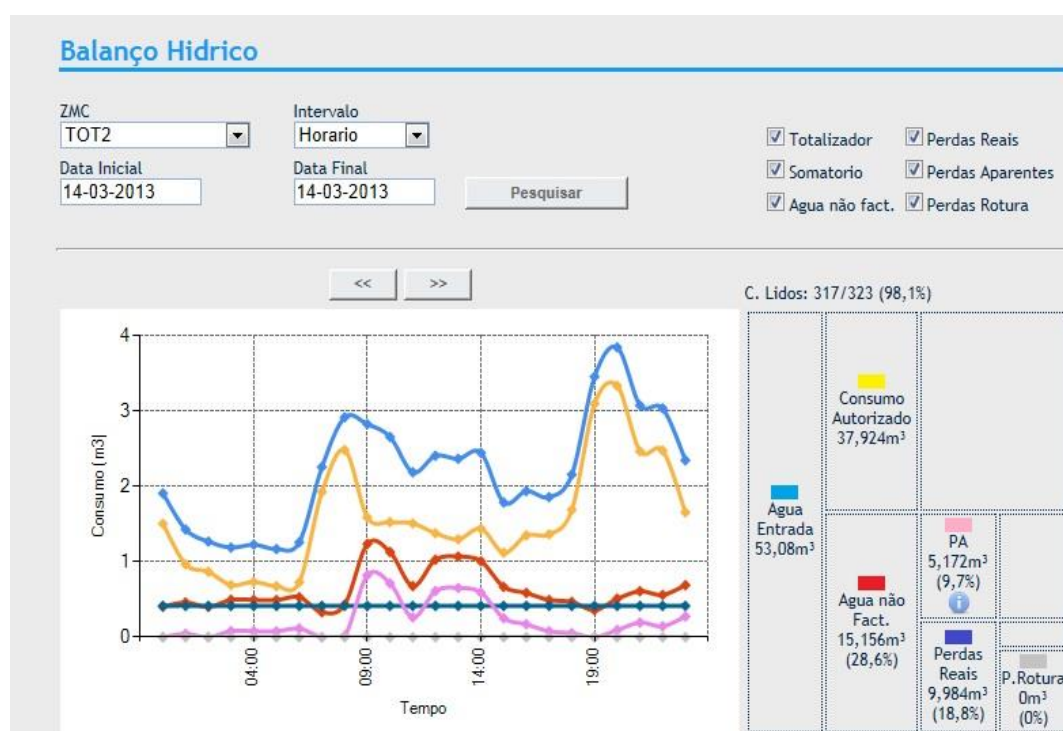 Balanço Hidrico
ZMC
TOT2
Intervalo
Horario
Data Inicial
14-03-2013
Data Final
14-03-2013
Pesquisar
Totalizador
Perdas Reais
Somatorio
Perdas Aparentes
Agua não fact.
Perdas Rotura
<<
>>
C. Lidos: 317/323 (98,1%)
4
3
2
1
0
Consumo (m3|
04:00
09:00
14:00
19:00
Tempo
Agua
Entrada
53,08m³
Consumo
Autorizado
37,924m³
Agua não
Fact.
15,156m³
(28,6%)
PA
5,172m³
(9,7%)
i
Perdas
Reais
9,984m³
(18,8%)
P.Rotura
0m³
(0%)